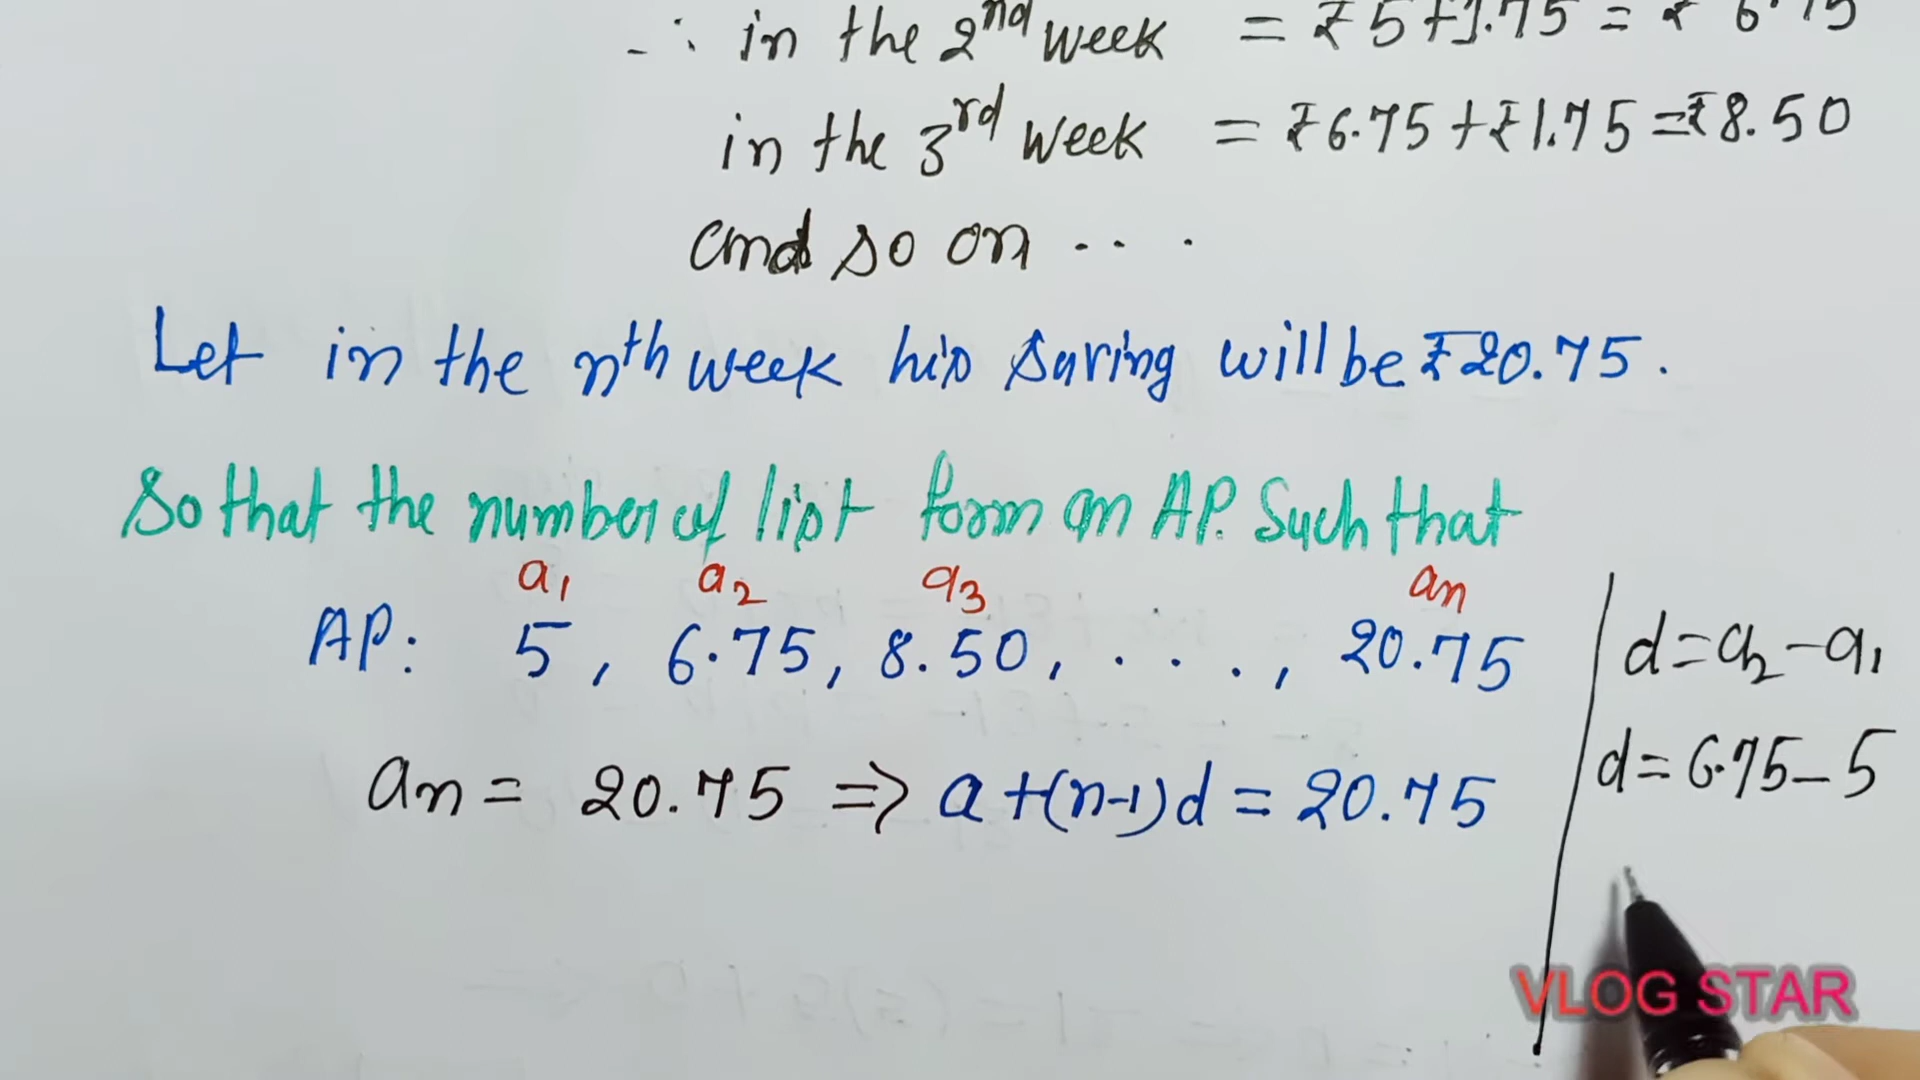 ∴ in the 2nd week = ₹5+1.75 = ₹ 6.75
in the 3rd week = ₹6.75+₹1.75=₹8.50
and so on ...
Let in the nth week his saving will be ₹20.75.
So that the number of list form an AP. Such that
a1 a2 a3 an
AP: 5, 6.75, 8.50, ...., 20.75
an = 20.75 ⇒ a+(n-1)d = 20.75
d=a2-a1
d=6.75-5
VLOG STAR